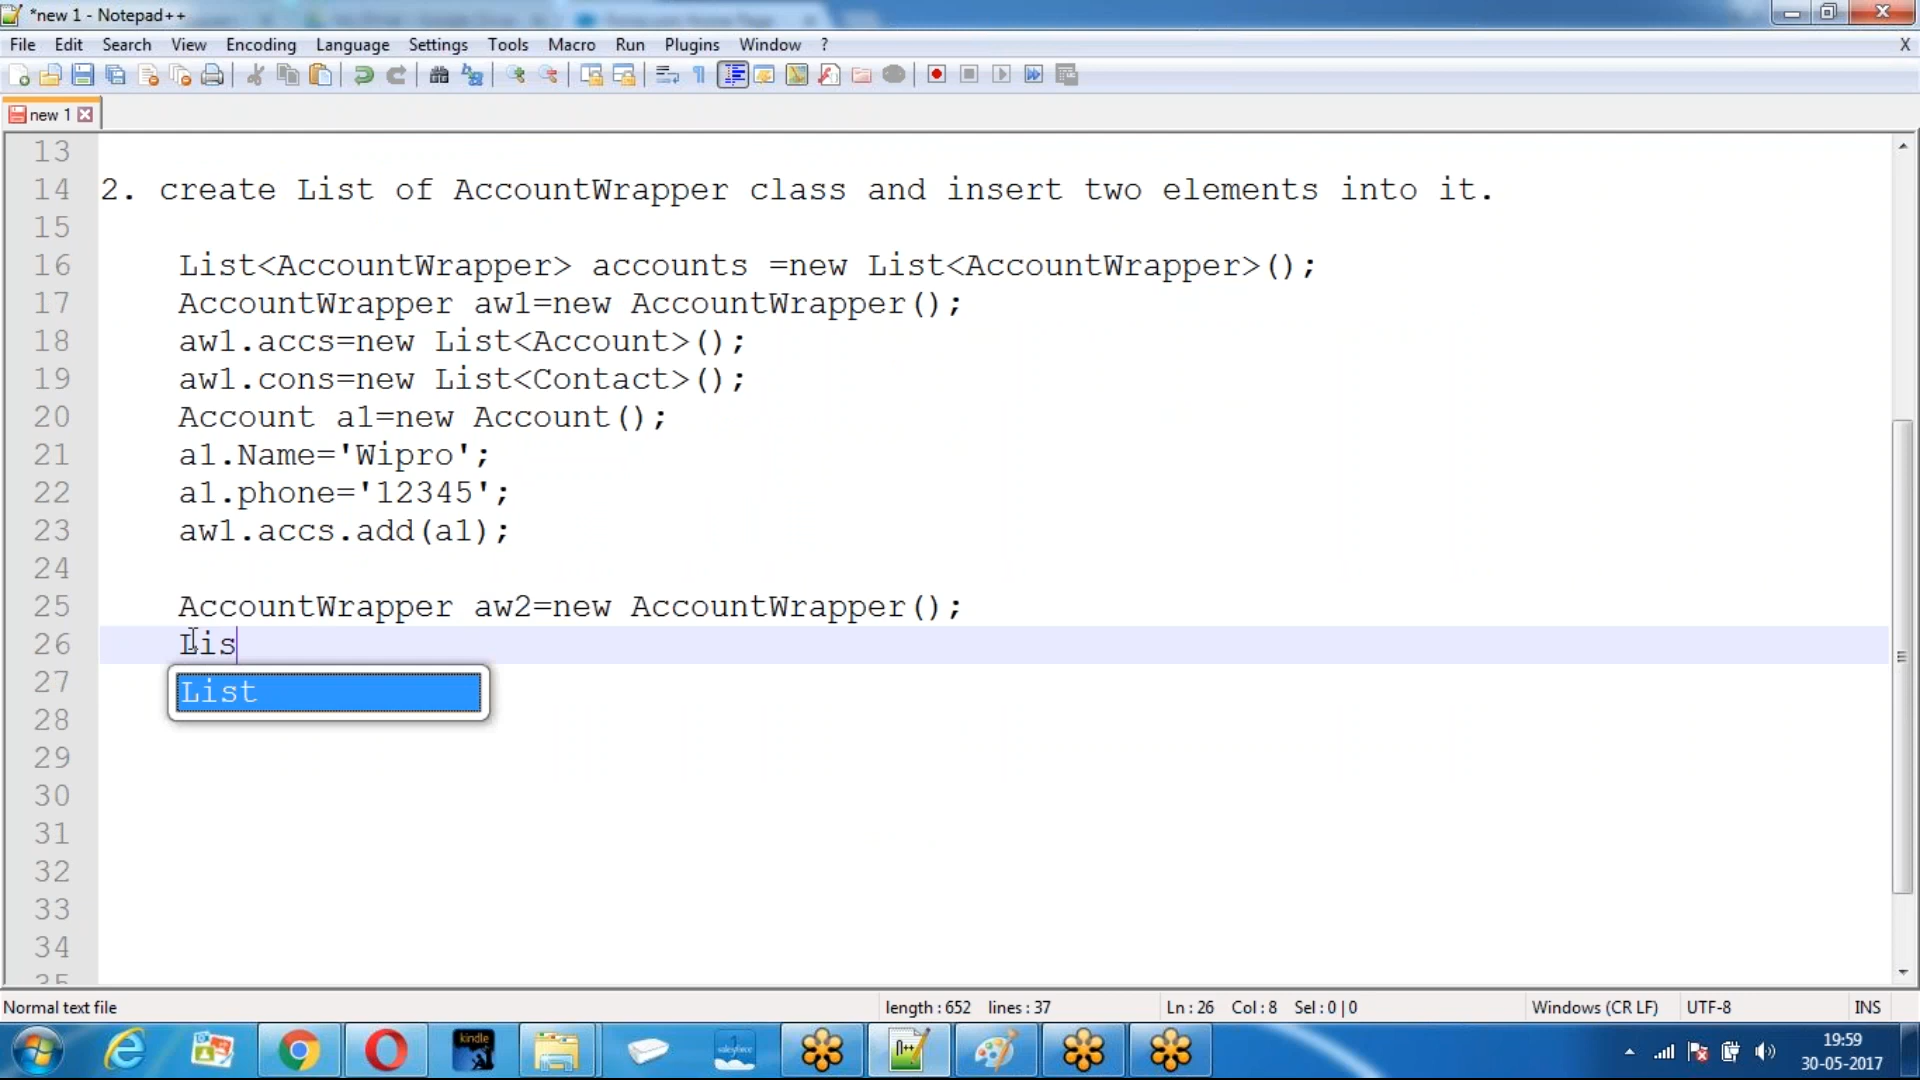 *new 1 - Notepad++
File Edit Search View Encoding Language Settings Tools Macro Run Plugins Window ? X
new 1
13
14 2. create List of AccountWrapper class and insert two elements into it.
15
16 List<AccountWrapper> accounts =new List<AccountWrapper>();
17 AccountWrapper aw1=new AccountWrapper();
18 aw1.accs=new List<Account>();
19 aw1.cons=new List<Contact>();
20 Account a1=new Account();
21 a1.Name='Wipro';
22 a1.phone='12345';
23 aw1.accs.add(a1);
24
25 AccountWrapper aw2=new AccountWrapper();
26 Lis
27 List
28
29
30
31
32
33
34
35
Normal text file length : 652 lines : 37 Ln : 26 Col : 8 Sel : 0 | 0 Windows (CR LF) UTF-8 INS
kindle
salesforce
19:59
30-05-2017